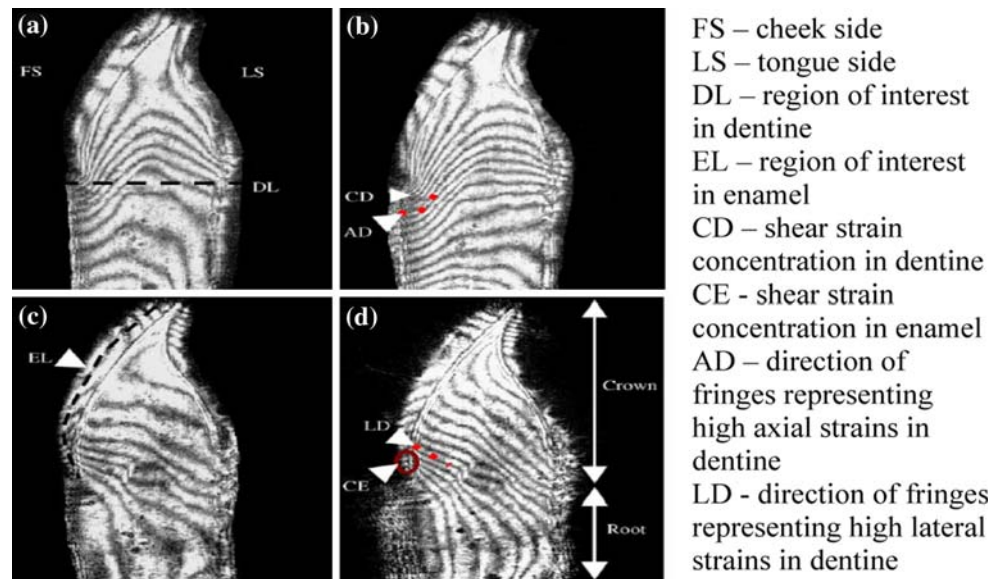 (a)
FS
LS
DL
(b)
CD
AD
(c)
EL
(d)
LD
CE
Crown
Root
FS – cheek side
LS – tongue side
DL – region of interest
in dentine
EL – region of interest
in enamel
CD – shear strain
concentration in dentine
CE - shear strain
concentration in enamel
AD – direction of
fringes representing
high axial strains in
dentine
LD - direction of fringes
representing high lateral
strains in dentine